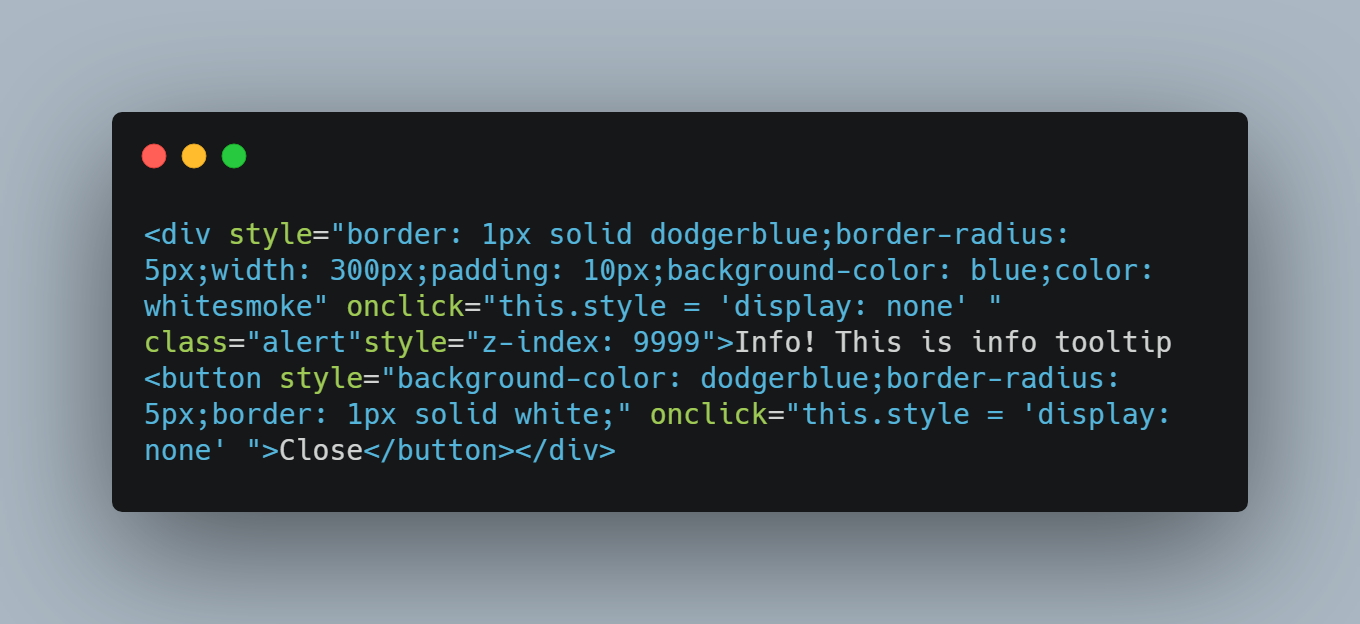 <div style="border: 1px solid dodgerblue;border-radius:
5px;width: 300px;padding: 10px;background-color: blue;color:
whitesmoke" onclick="this.style = 'display: none' "
class="alert"style="z-index: 9999">Info! This is info tooltip
<button style="background-color: dodgerblue;border-radius:
5px;border: 1px solid white;" onclick="this.style = 'display:
none' ">Close</button></div>